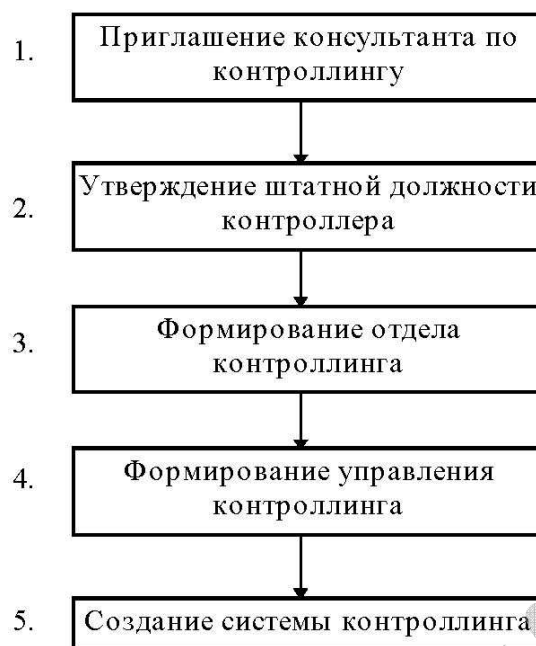 1. Приглашение консультанта по
контроллингу
2. Утверждение штатной должности
контроллера
3. Формирование отдела
контроллинга
4. Формирование управления
контроллинга
5. Создание системы контроллинга